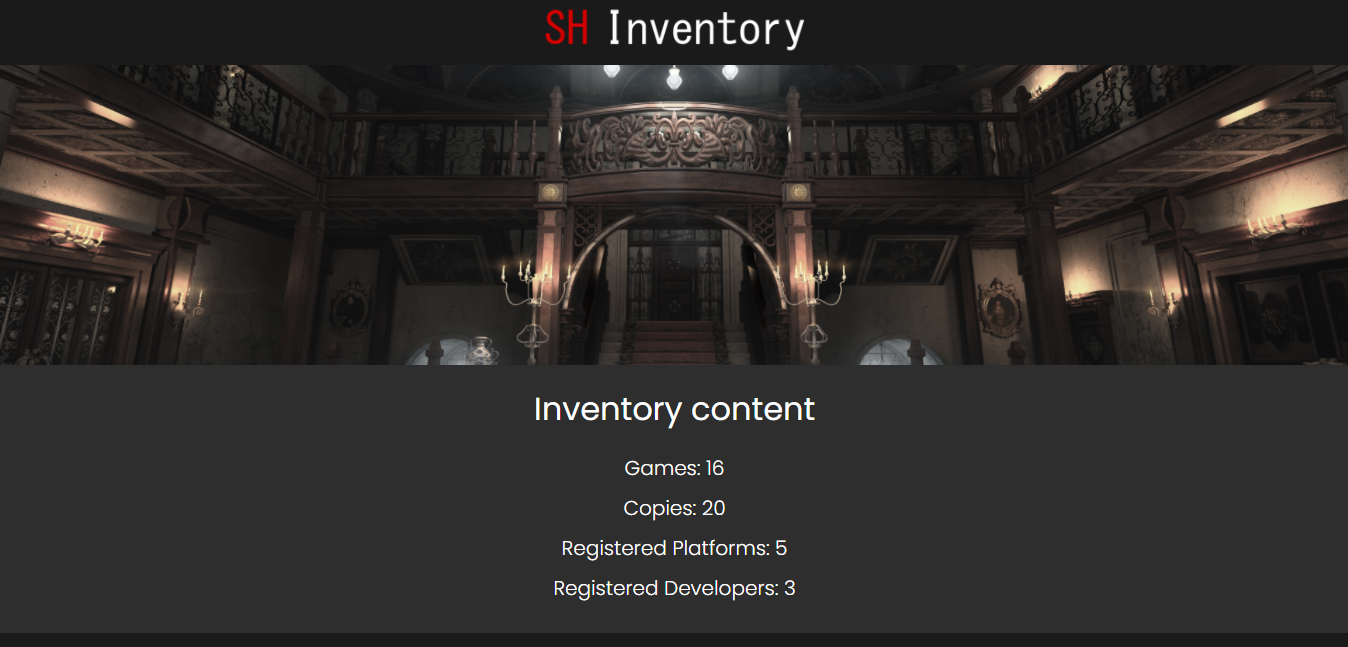 SH Inventory
Inventory content
Games: 16
Copies: 20
Registered Platforms: 5
Registered Developers: 3